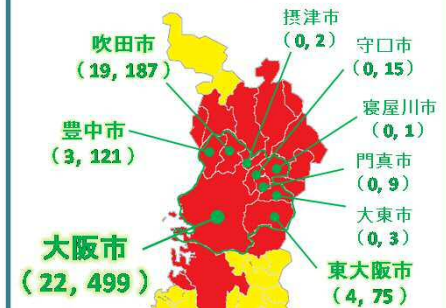 摂津市
(0, 2)
守口市
(0, 15)
吹田市
(19, 187)
寝屋川市
(0, 1)
豊中市
(3, 121)
門真市
(0, 9)
大東市
(0, 3)
大阪市
(22, 499)
東大阪市
(4, 75)